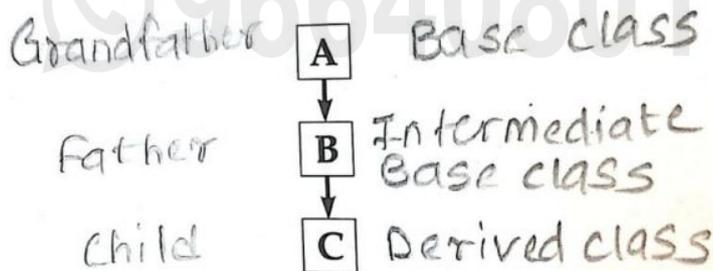 Grandfather A Base class
Father B Intermediate
Base class
Child C Derived class